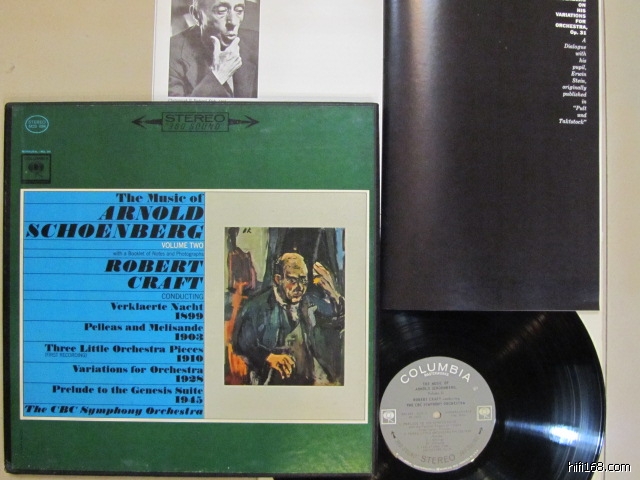 ON
HIS
VARIATIONS
FOR
ORCHESTRA,
Op. 31
A
Dialogue
with
his
pupil,
Erwin
Stein,
originally
published
in
"Pult
und
Taktstock"
STEREO
360 SOUND
STEREO
The Music of
ARNOLD
SCHOENBERG
VOLUME TWO
with a Booklet of Notes and Photographs
ROBERT
CRAFT
CONDUCTING
Verklaerte Nacht
1899
Pelleas and Melisande
1903
Three Little Orchestra Pieces
(FIRST RECORDING)
1910
Variations for Orchestra
1928
Prelude to the Genesis Suite
1945
The CBC Symphony Orchestra
COLUMBIA
THE MUSIC OF
ARNOLD SCHOENBERG
ROBERT CRAFT
STEREO
hifi168.com